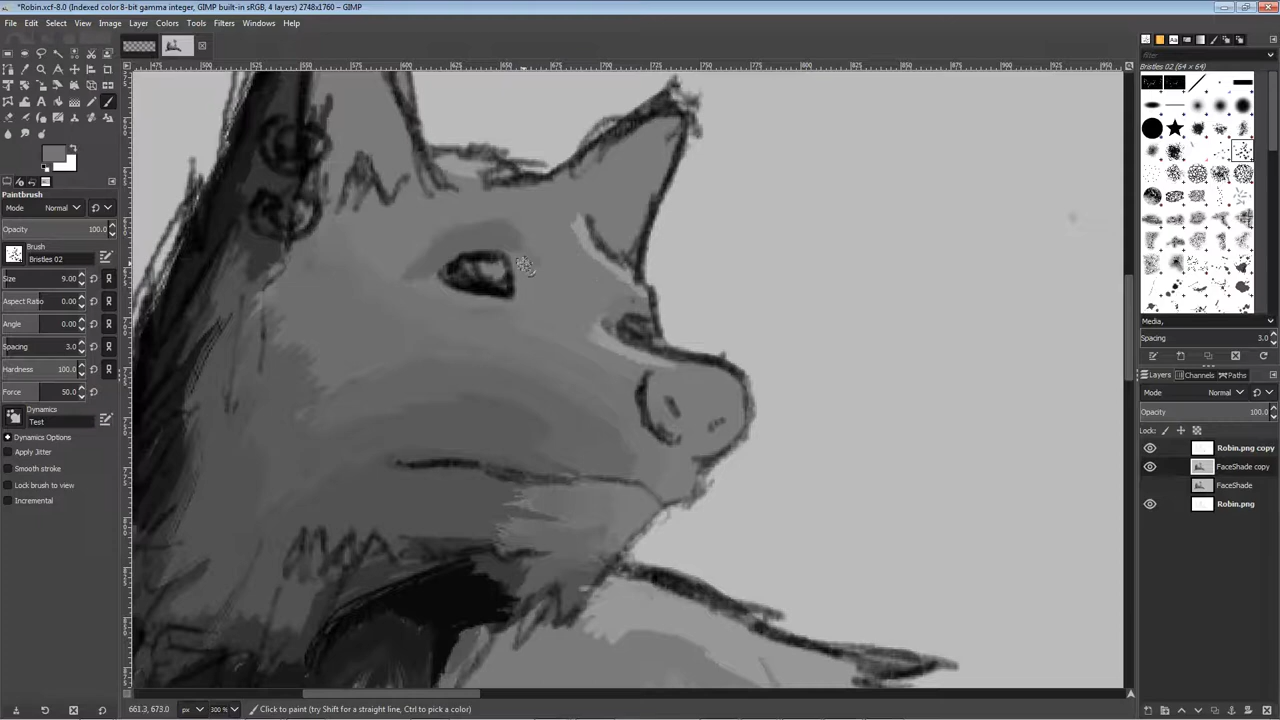 *Robin.xcf-8.0 (Indexed color 8-bit gamma integer, GIMP built-in sRGB, 4 layers) 2748x1760 – GIMP
File Edit Select View Image Layer Colors Tools Filters Windows Help
Paintbrush
Mode Normal
Opacity 100.0
Brush
Bristles 02
Size 9.00
Aspect Ratio 0.00
Angle 0.00
Spacing 3.0
Hardness 100.0
Force 50.0
Dynamics
Test
Dynamics Options
Apply Jitter
Smooth stroke
Lock brush to view
Incremental
Bristles 02 (64 × 64)
Media,
Spacing 3.0
Layers Channels Paths
Mode Normal
Opacity 100.0
Lock:
Robin.png copy
FaceShade copy
FaceShade
Robin.png
661.3, 673.0 px 300 % Click to paint (try Shift for a straight line, Ctrl to pick a color)